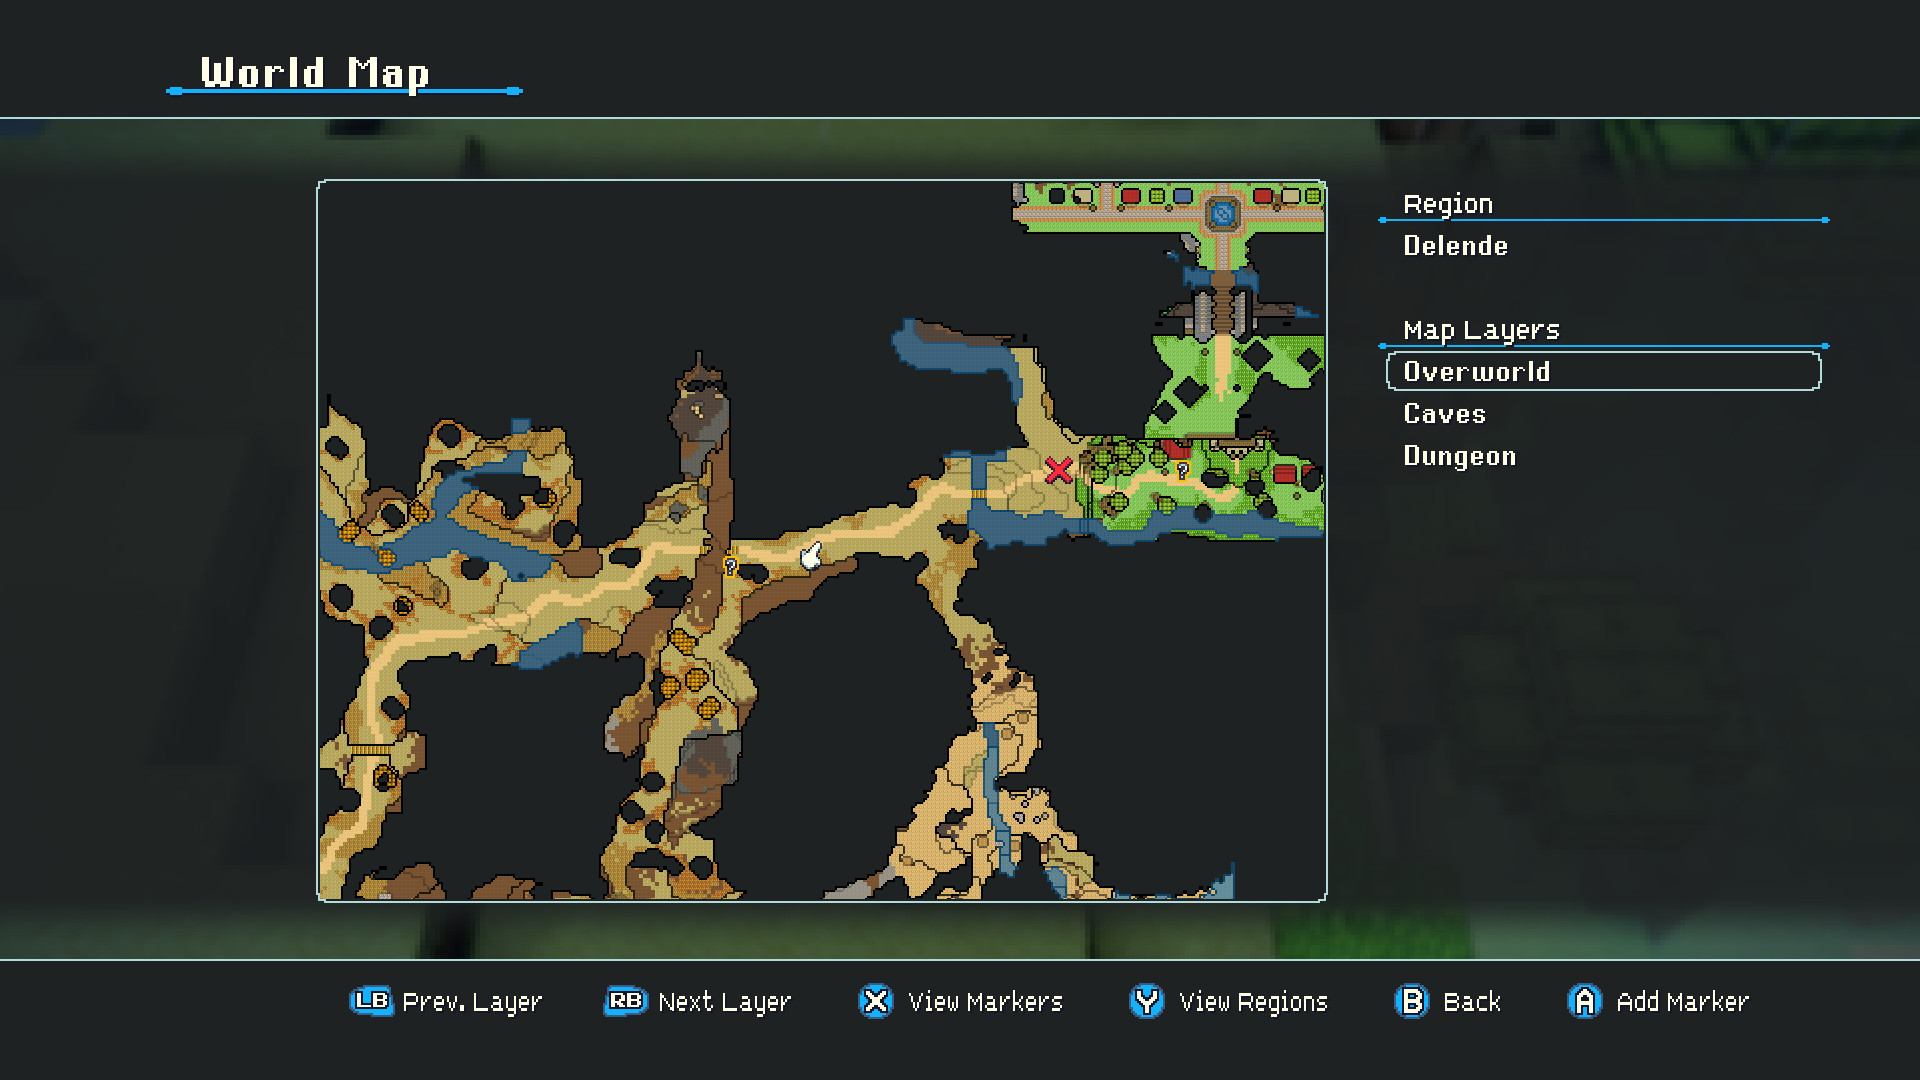 World Map
Region
Delende
Map Layers
Overworld
Caves
Dungeon
?
?
LB Prev. Layer RB Next Layer X View Markers Y View Regions B Back A Add Marker